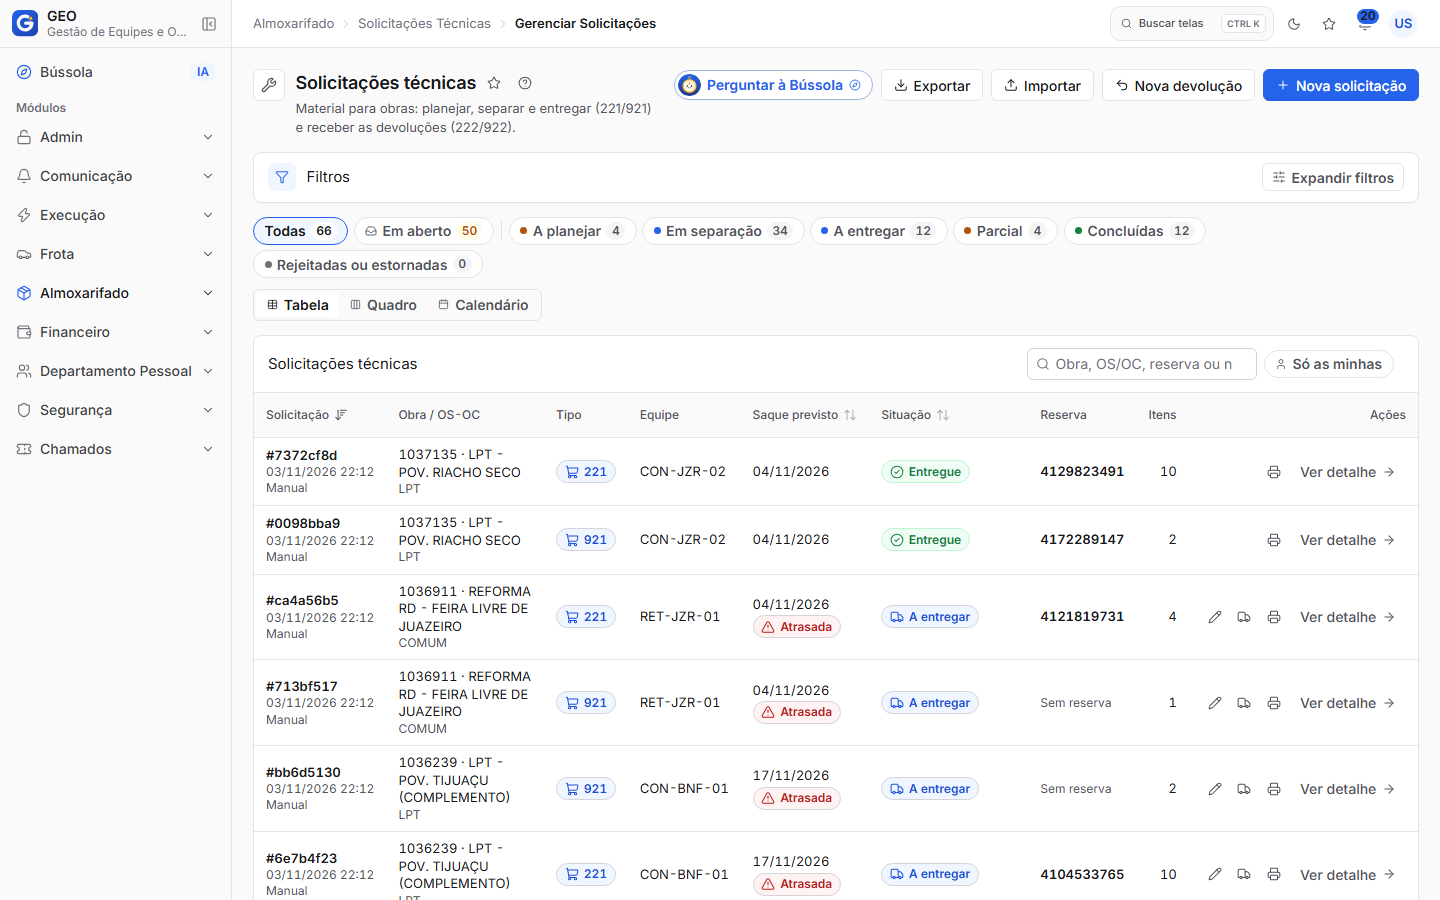 GEO
Gestão de Equipes e O...
Bússola IA
Módulos
Admin
Comunicação
Execução
Frota
Almoxarifado
Financeiro
Departamento Pessoal
Segurança
Chamados
Almoxarifado Solicitações Técnicas Gerenciar Solicitações
Buscar telas CTRL K
20
US
Solicitações técnicas
Material para obras: planejar, separar e entregar (221/921)
e receber as devoluções (222/922).
Perguntar à Bússola
Exportar
Importar
Nova devolução
Nova solicitação
Filtros
Expandir filtros
Todas 66
Em aberto 50
A planejar 4
Em separação 34
A entregar 12
Parcial 4
Concluídas 12
Rejeitadas ou estornadas 0
Tabela
Quadro
Calendário
Solicitações técnicas
Obra, OS/OC, reserva ou n
Só as minhas
Solicitação Obra / OS-OC Tipo Equipe Saque previsto Situação Reserva Itens Ações
#7372cf8d
03/11/2026 22:12
Manual
1037135 · LPT -
POV. RIACHO SECO
LPT
221
CON-JZR-02
04/11/2026
Entregue
4129823491
10
Ver detalhe
#0098bba9
03/11/2026 22:12
Manual
1037135 · LPT -
POV. RIACHO SECO
LPT
921
CON-JZR-02
04/11/2026
Entregue
4172289147
2
Ver detalhe
#ca4a56b5
03/11/2026 22:12
Manual
1036911 · REFORMA
RD - FEIRA LIVRE DE
JUAZEIRO
COMUM
221
RET-JZR-01
04/11/2026
Atrasada
A entregar
4121819731
4
Ver detalhe
#713bf517
03/11/2026 22:12
Manual
1036911 · REFORMA
RD - FEIRA LIVRE DE
JUAZEIRO
COMUM
921
RET-JZR-01
04/11/2026
Atrasada
A entregar
Sem reserva
1
Ver detalhe
#bb6d5130
03/11/2026 22:12
Manual
1036239 · LPT -
POV. TIJUAÇU
(COMPLEMENTO)
LPT
921
CON-BNF-01
17/11/2026
Atrasada
A entregar
Sem reserva
2
Ver detalhe
#6e7b4f23
03/11/2026 22:12
Manual
1036239 · LPT -
POV. TIJUAÇU
(COMPLEMENTO)
LPT
221
CON-BNF-01
17/11/2026
Atrasada
A entregar
4104533765
10
Ver detalhe